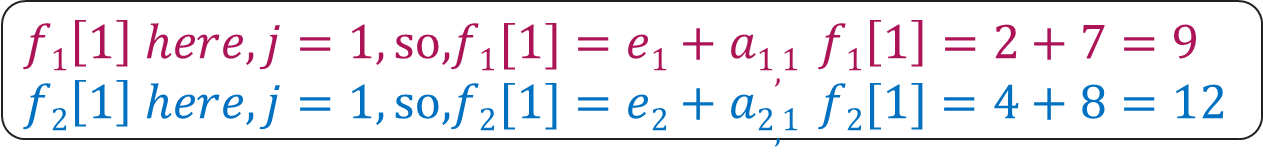 f₁[1] here, j = 1, so, f₁[1] = e₁ + a₁,₁ f₁[1] = 2 + 7 = 9
f₂[1] here, j = 1, so, f₂[1] = e₂ + a₂,₁ f₂[1] = 4 + 8 = 12